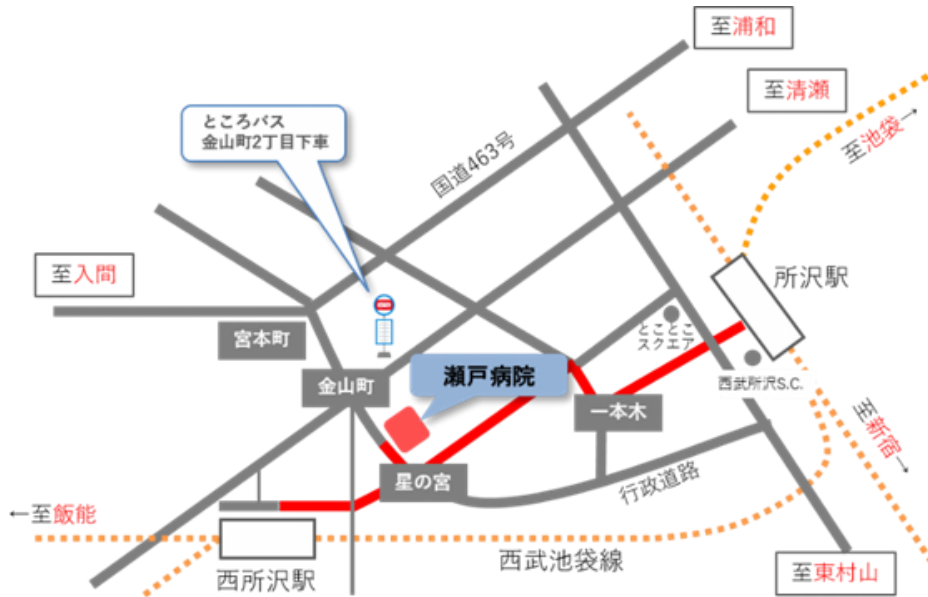 至浦和
至清瀬
ところバス
金山町2丁目下車
国道463号
至池袋→
至入間
所沢駅
宮本町
とことこ
スクエア
瀬戸病院
金山町
西武所沢S.C.
一本木
至新宿→
星の宮
行政道路
←至飯能
西武池袋線
西所沢駅
至東村山